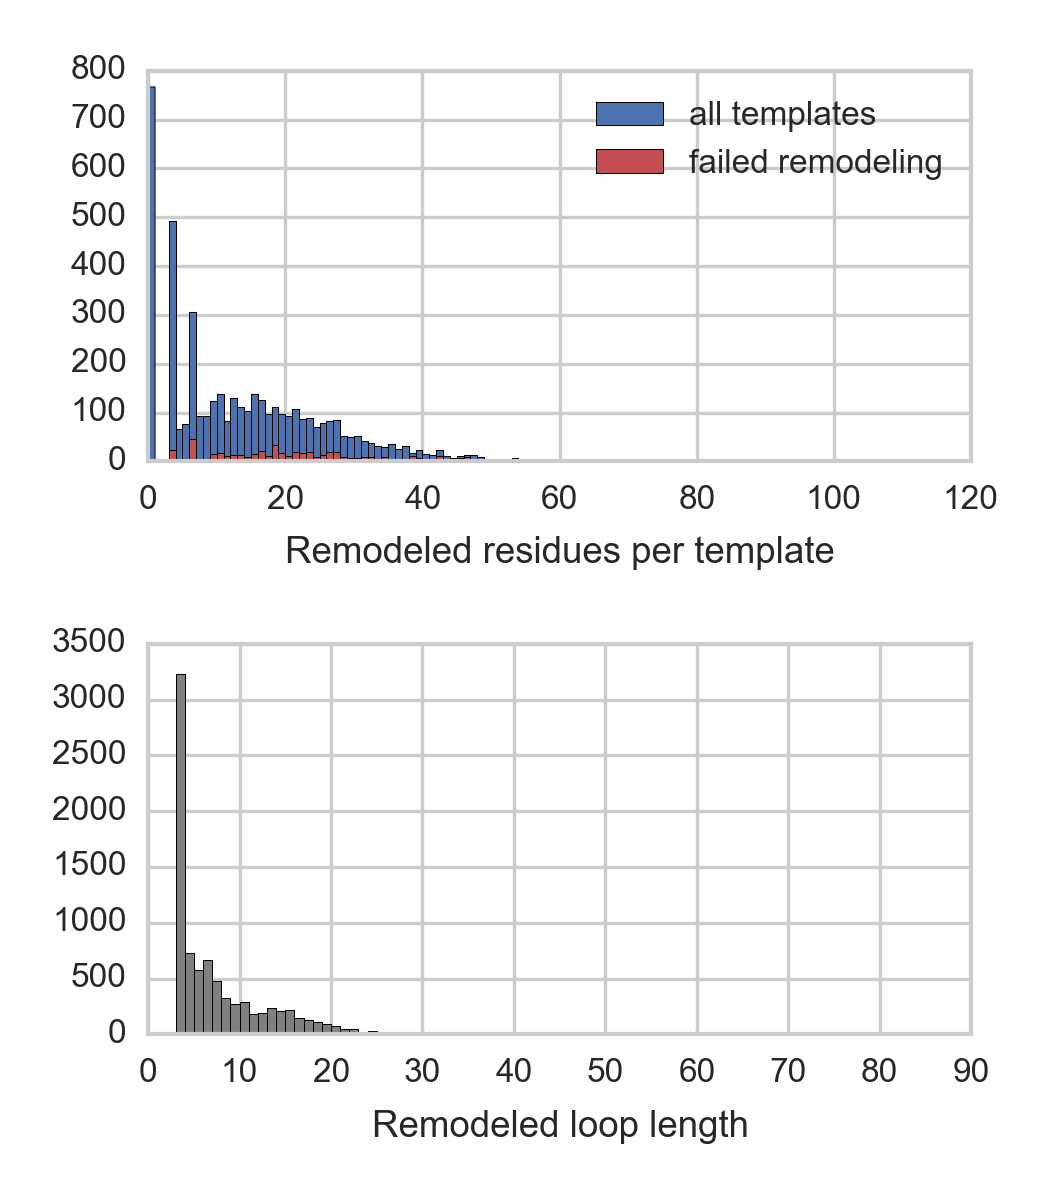 800
700
600
500
400
300
200
100
0
all templates
failed remodeling
0 20 40 60 80 100 120
Remodeled residues per template
3500
3000
2500
2000
1500
1000
500
0
0 10 20 30 40 50 60 70 80 90
Remodeled loop length